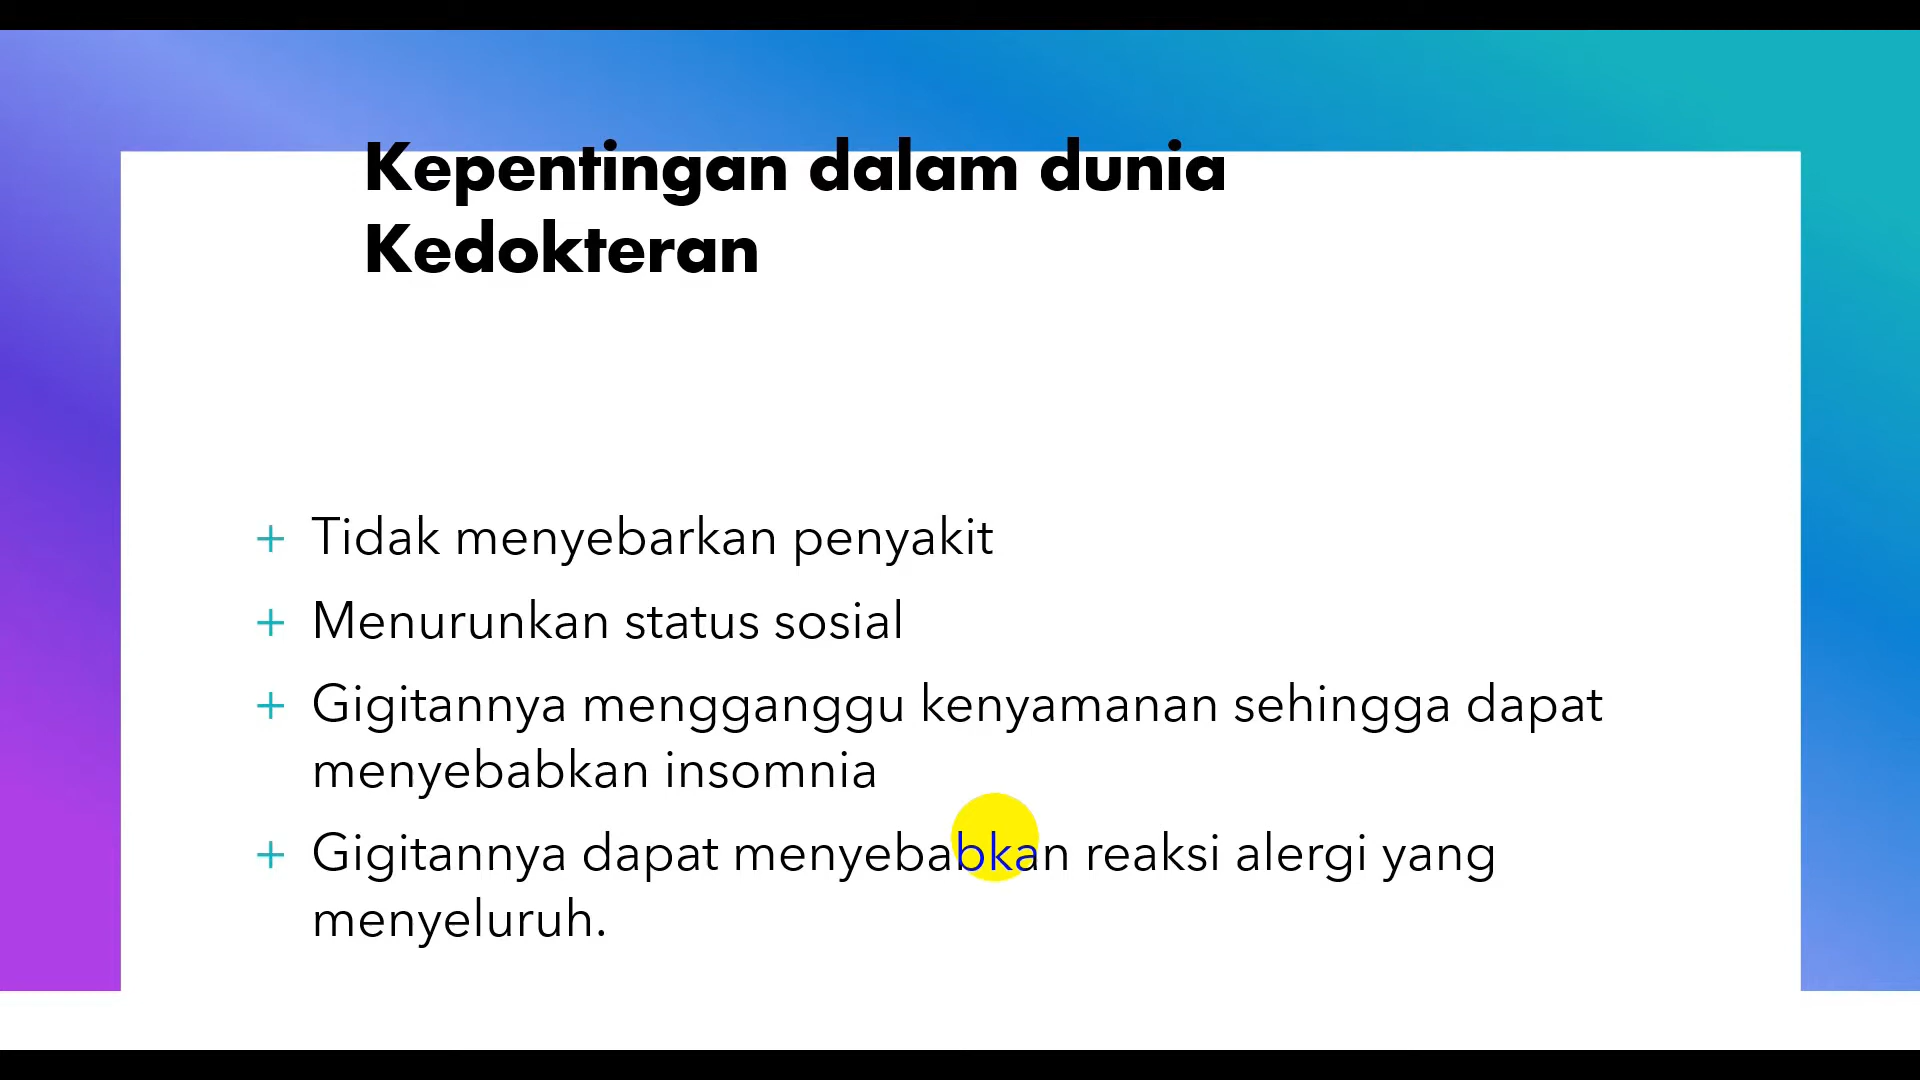 Kepentingan dalam dunia
Kedokteran
+ Tidak menyebarkan penyakit
+ Menurunkan status sosial
+ Gigitannya mengganggu kenyamanan sehingga dapat
menyebabkan insomnia
+ Gigitannya dapat menyebabkan reaksi alergi yang
menyeluruh.